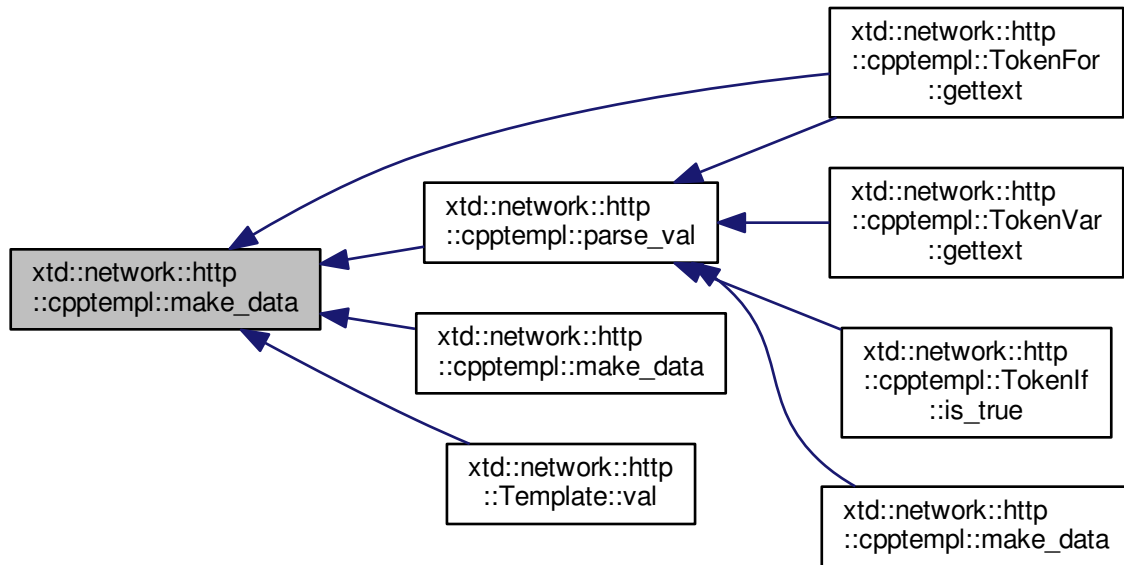 xtd::network::http
::cpptempl::make_data
xtd::network::http
::cpptempl::TokenFor
::gettext
xtd::network::http
::cpptempl::parse_val
xtd::network::http
::cpptempl::TokenVar
::gettext
xtd::network::http
::cpptempl::make_data
xtd::network::http
::cpptempl::TokenIf
::is_true
xtd::network::http
::Template::val
xtd::network::http
::cpptempl::make_data